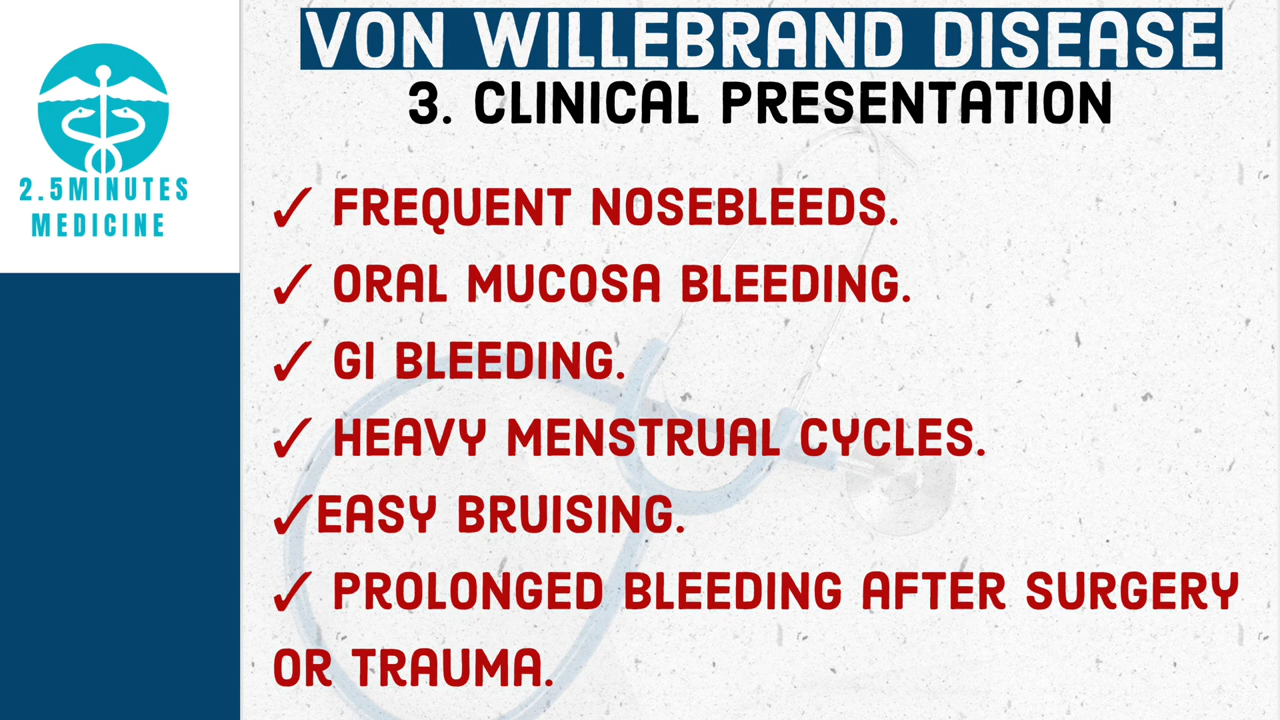 VON WILLEBRAND DISEASE
3. CLINICAL PRESENTATION
2.5MINUTES
MEDICINE
✓ FREQUENT NOSEBLEEDS.
✓ ORAL MUCOSA BLEEDING.
✓ GI BLEEDING.
✓ HEAVY MENSTRUAL CYCLES.
✓EASY BRUISING.
✓ PROLONGED BLEEDING AFTER SURGERY
OR TRAUMA.